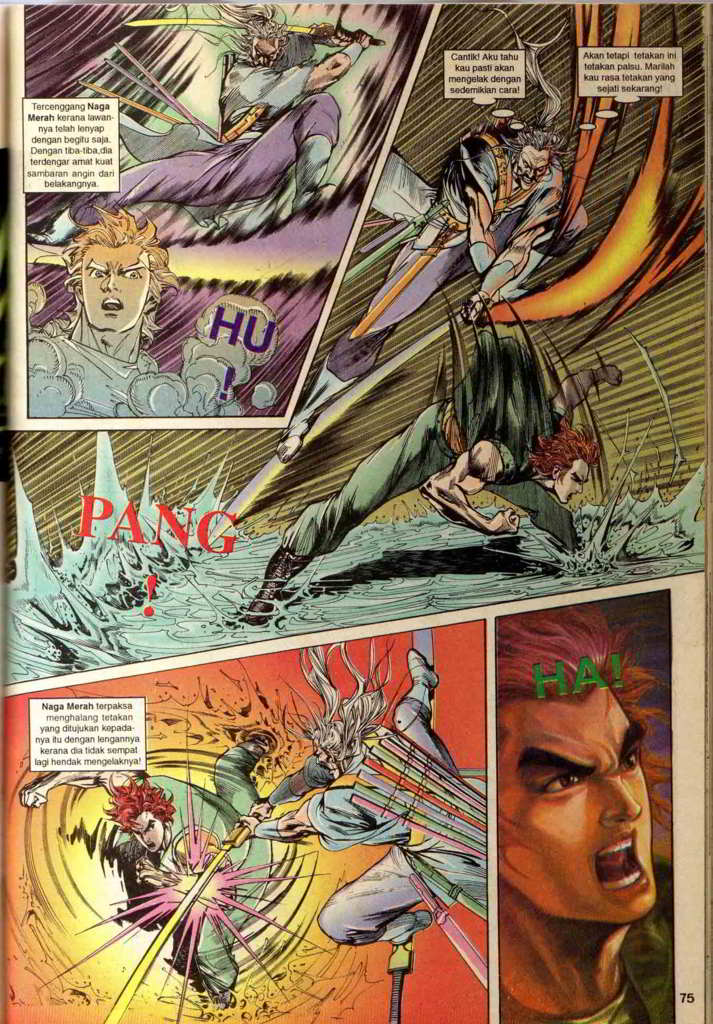 Tercenggang Naga
Merah kerana lawan-
nya telah lenyap
dengan begitu saja.
Dengan tiba-tiba,dia
terdengar amat kuat
sambaran angin dari
belakangnya.
HU
!
Cantik! Aku tahu
kau pasti akan
mengelak dengan
sedemikian cara!
Akan tetapi tetakan ini
tetakan palsu. Marilah
kau rasa tetakan yang
sejati sekarang!
PANG
!
Naga Merah terpaksa
menghalang tetakan
yang ditujukan kepada-
nya itu dengan lengannya
kerana dia tidak sempat
lagi hendak mengelaknya!
HA!
75